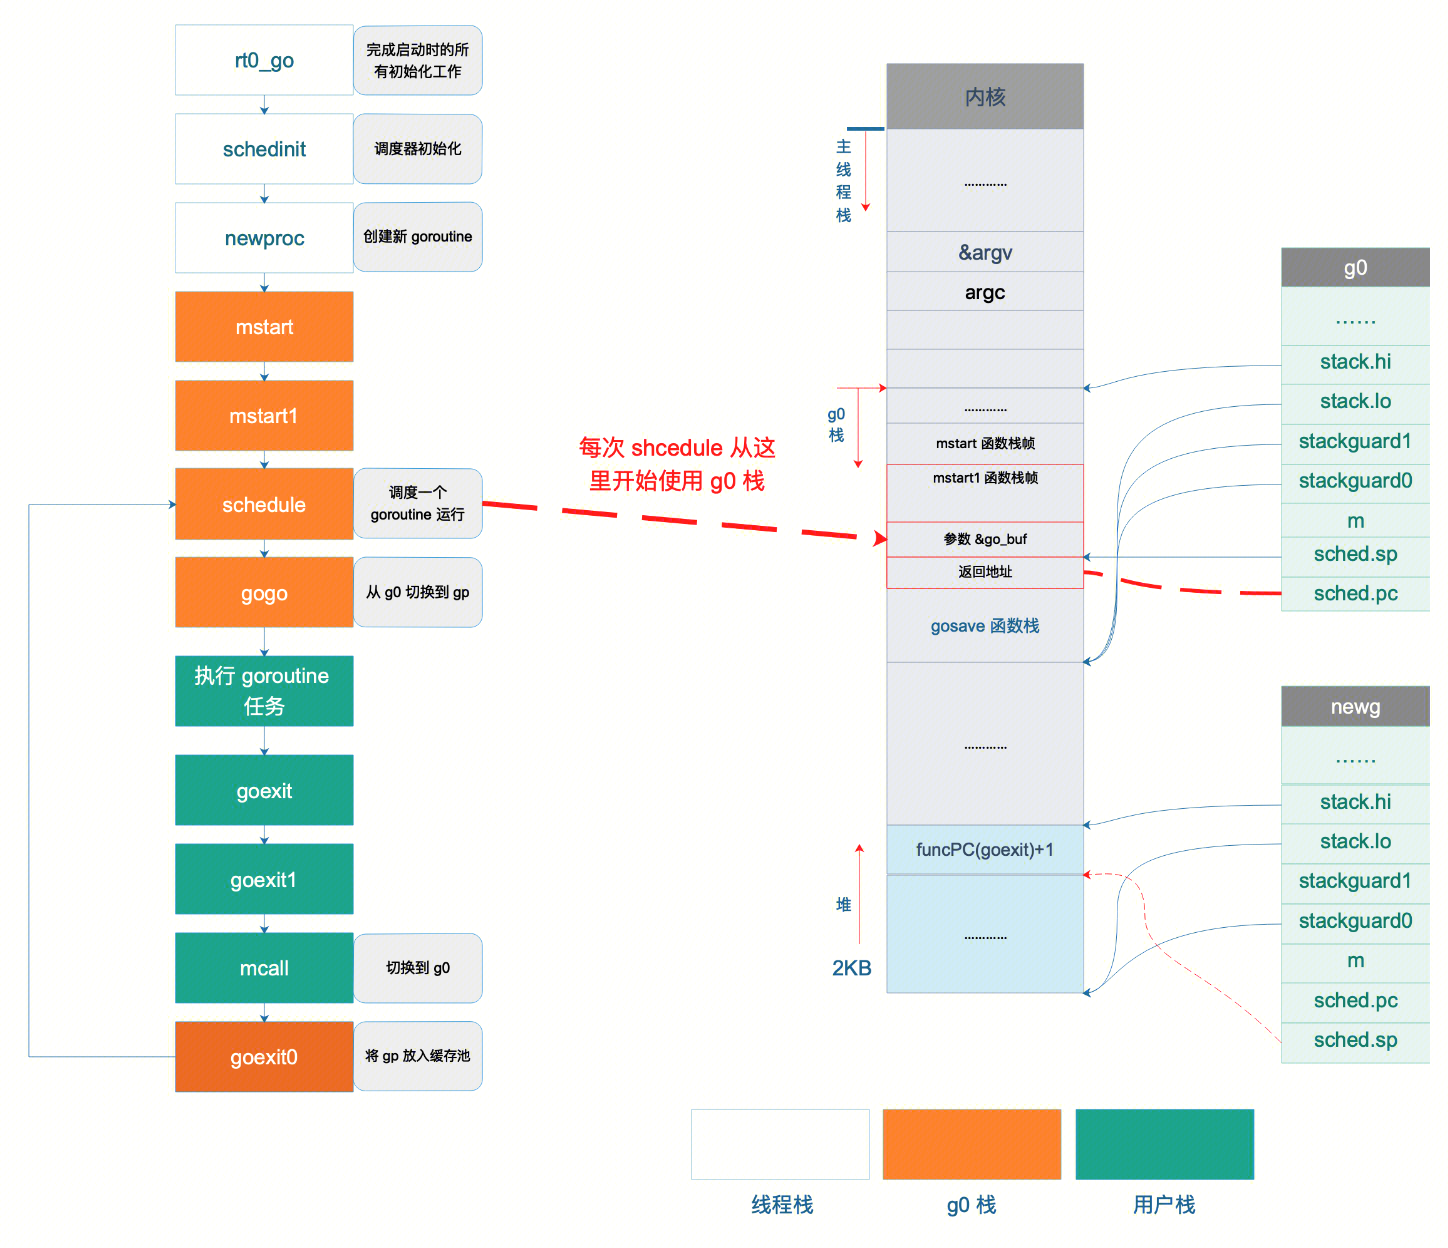 rt0_go
完成启动时的所
有初始化工作
schedinit
调度器初始化
newproc
创建新 goroutine
mstart
mstart1
schedule
调度一个
goroutine 运行
gogo
从 g0 切换到 gp
执行 goroutine
任务
goexit
goexit1
mcall
切换到 g0
goexit0
将 gp 放入缓存池
每次 shcedule 从这
里开始使用 g0 栈
内核
主
线
程
栈
............
&argv
argc
g0
栈
............
mstart 函数栈帧
mstart1 函数栈帧
参数 &go_buf
返回地址
gosave 函数栈
............
funcPC(goexit)+1
堆
............
2KB
g0
......
stack.hi
stack.lo
stackguard1
stackguard0
m
sched.sp
sched.pc
newg
......
stack.hi
stack.lo
stackguard1
stackguard0
m
sched.pc
sched.sp
线程栈
g0 栈
用户栈